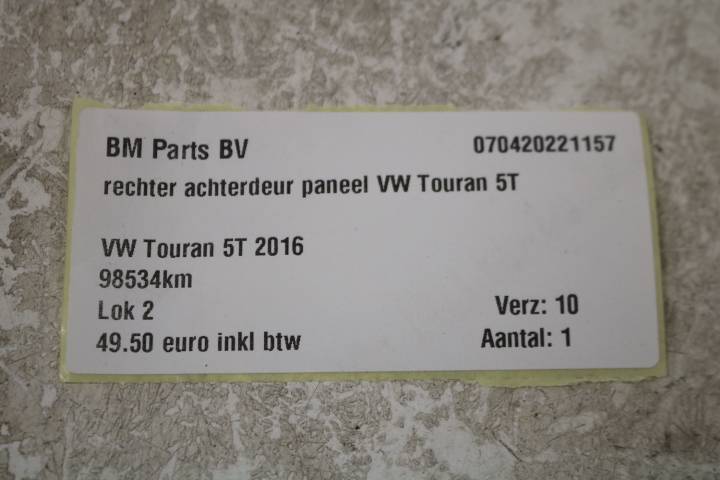 BM Parts BV 070420221157
rechter achterdeur paneel VW Touran 5T
VW Touran 5T 2016
98534km
Lok 2 Verz: 10
49.50 euro inkl btw Aantal: 1